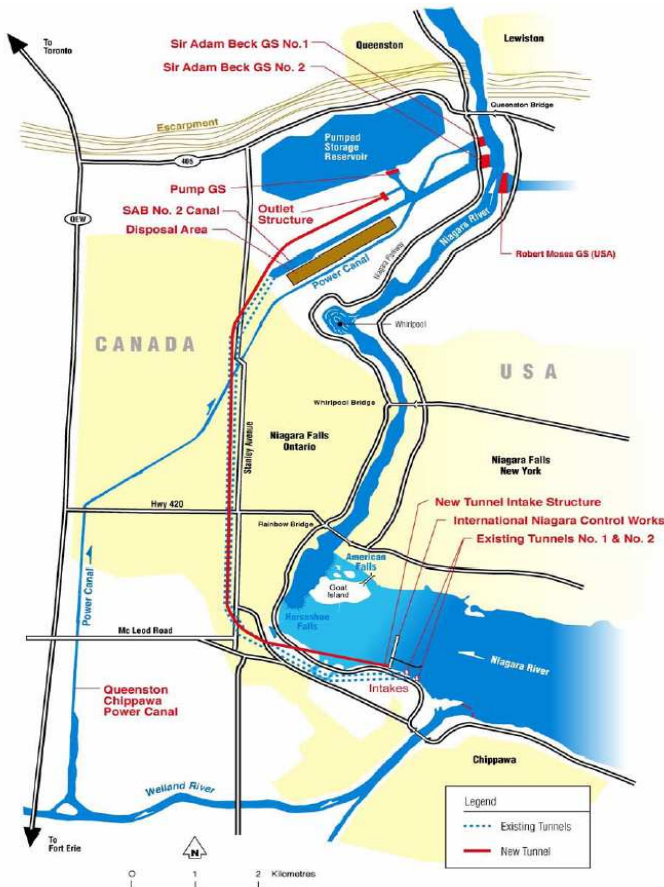 To
Toronto
Sir Adam Beck GS No.1
Sir Adam Beck GS No. 2
Queenston
Lewiston
Queenston Bridge
Escarpment
Pumped
Storage
Reservoir
405
QEW
Pump GS
Outlet
Structure
SAB No. 2 Canal
Disposal Area
Power Canal
Niagara Parkway
Niagara River
Robert Moses GS (USA)
Whirlpool
CANADA
USA
Whirlpool Bridge
Stanley Avenue
Niagara Falls
Ontario
Niagara Falls
New York
New Tunnel Intake Structure
International Niagara Control Works
Existing Tunnels No. 1 & No. 2
Hwy 420
Rainbow Bridge
American
Falls
Goat
Island
Horseshoe
Falls
Power Canal
Mc Leod Road
Niagara River
Intakes
Queenston
Chippawa
Power Canal
Chippawa
Welland River
To
Fort Erie
N
0 1 2 Kilometres
Legend
Existing Tunnels
New Tunnel